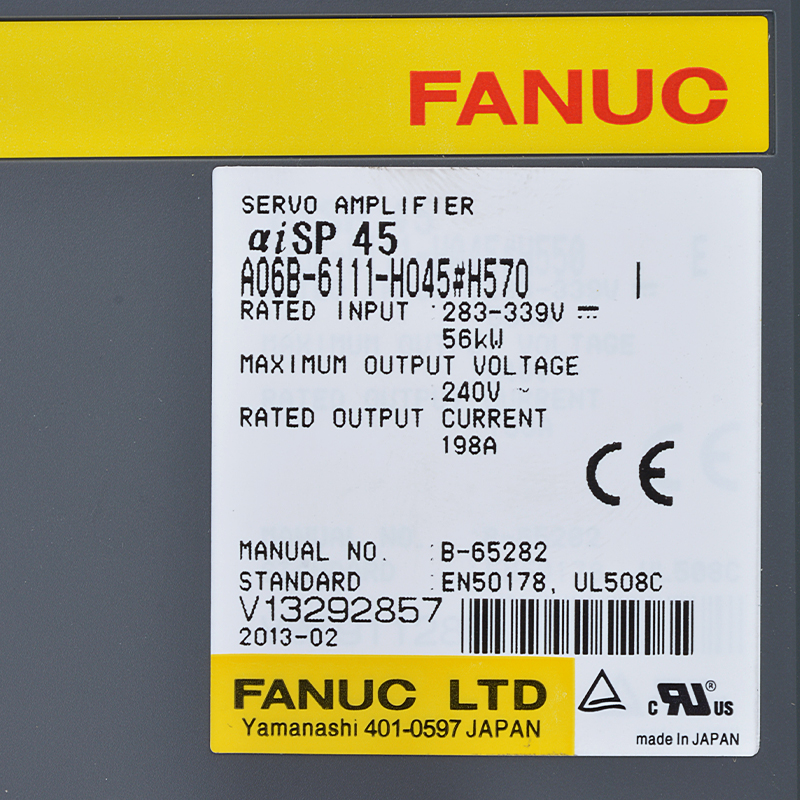 FANUC
SERVO AMPLIFIER
αiSP 45
A06B-6111-H045#H570 I
RATED INPUT : 283-339V ⎓
56kW
MAXIMUM OUTPUT VOLTAGE
: 240V ~
RATED OUTPUT CURRENT
198A
CE
MANUAL NO. : B-65282
STANDARD : EN50178, UL508C
V13292857
2013-02
FANUC LTD
Yamanashi 401-0597 JAPAN
c RU ® US
made In JAPAN